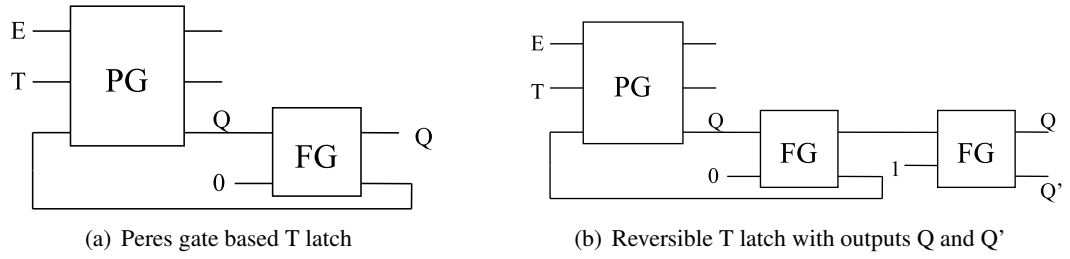 E
T
PG
Q
0
FG
Q
(a) Peres gate based T latch
E
T
PG
Q
0
FG
1
FG
Q
Q’
(b) Reversible T latch with outputs Q and Q’